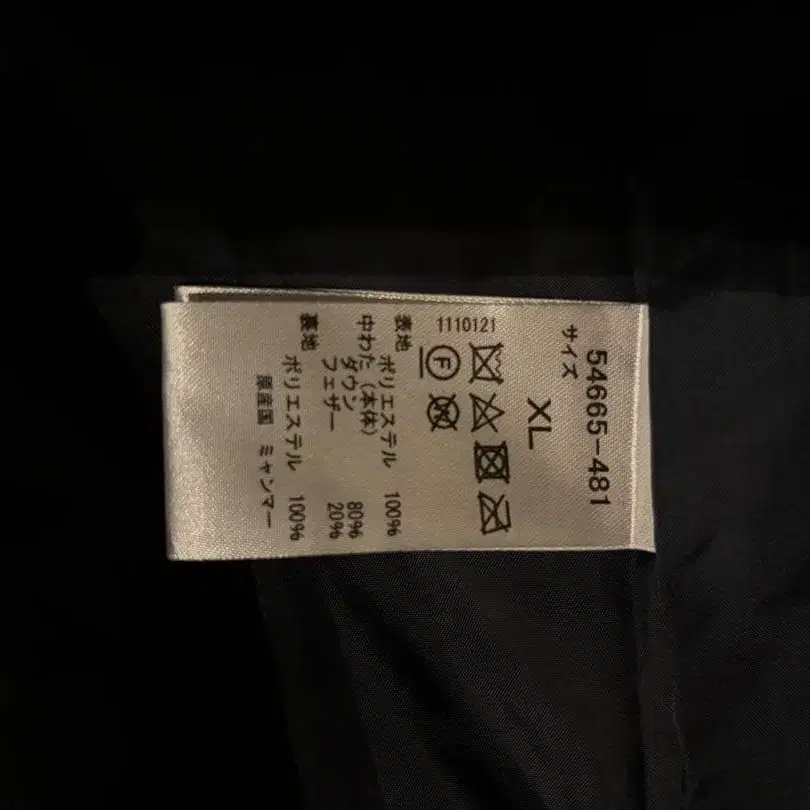 54665-481
サイズ
XL
1110121
表地 ポリエステル 100%
中わた(本体)
ダウン 80%
フェザー 20%
裏地 ポリエステル 100%
原産国 ミャンマー